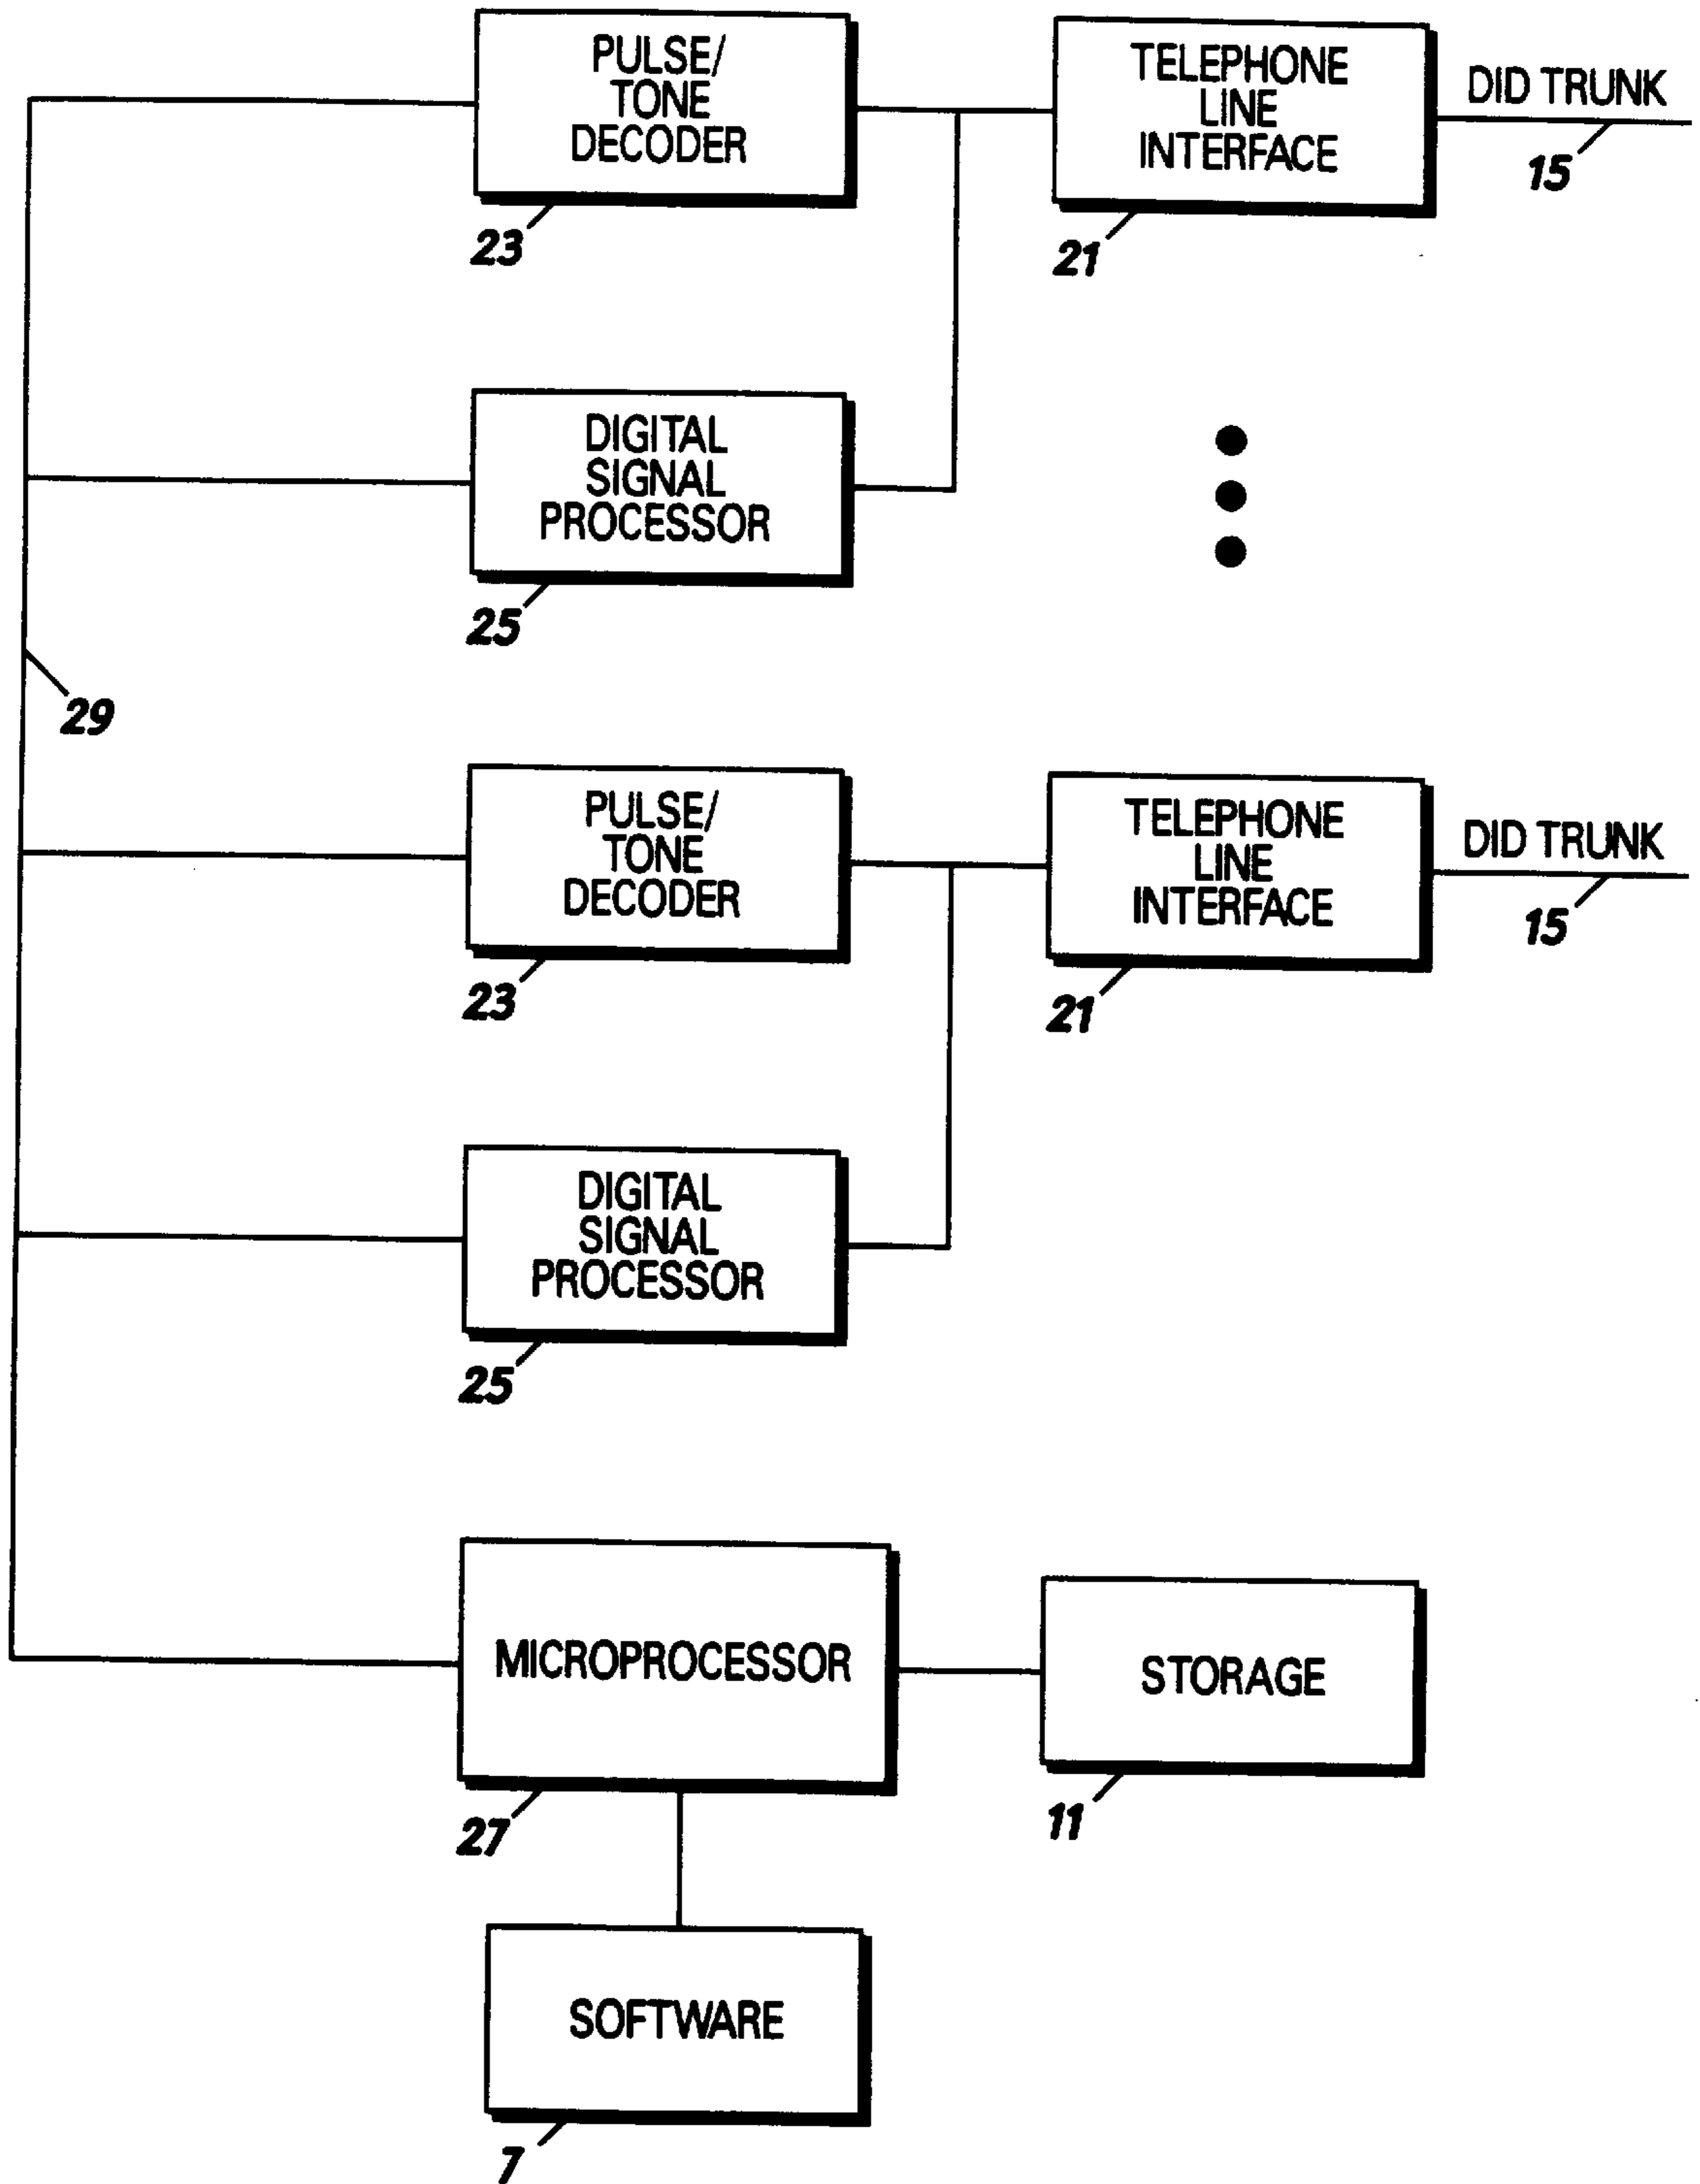 PULSE/
TONE
DECODER
23
TELEPHONE
LINE
INTERFACE
21
DID TRUNK
15
DIGITAL
SIGNAL
PROCESSOR
25
29
PULSE/
TONE
DECODER
23
TELEPHONE
LINE
INTERFACE
21
DID TRUNK
15
DIGITAL
SIGNAL
PROCESSOR
25
MICROPROCESSOR
27
STORAGE
11
SOFTWARE
7